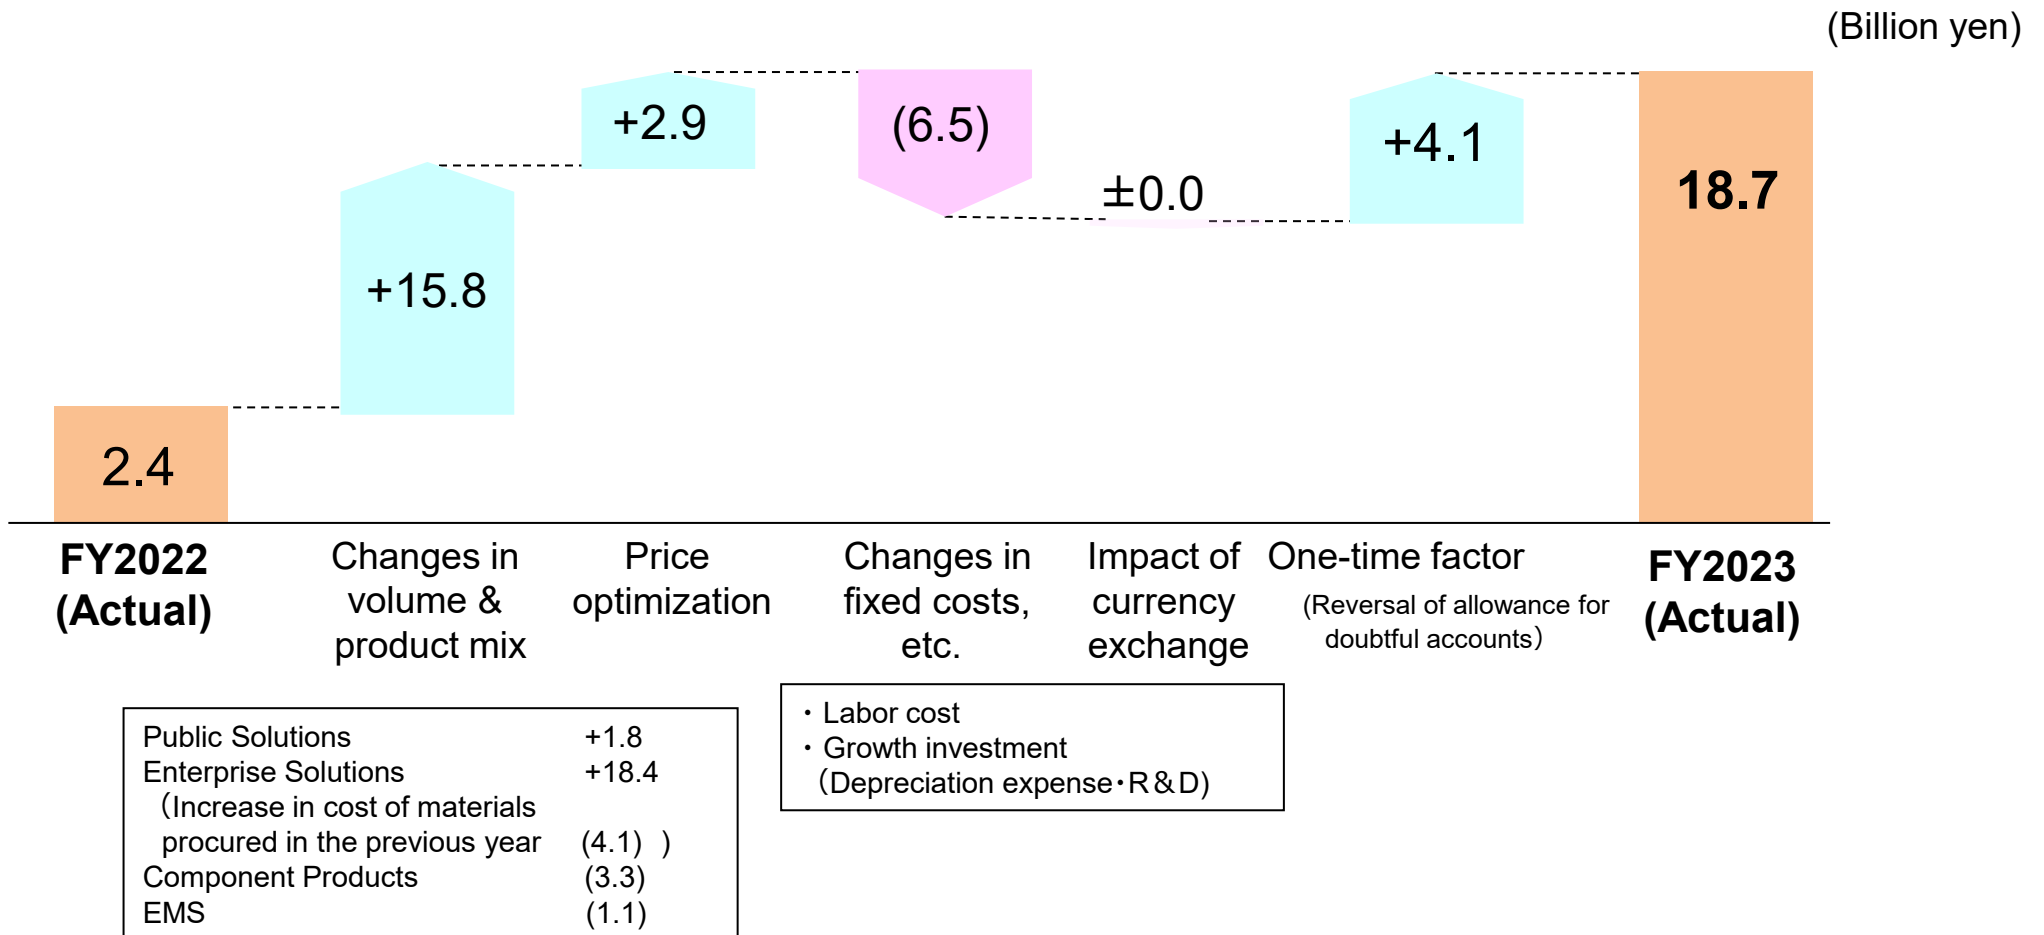 (Billion yen)
+2.9
(6.5)
+4.1
±0.0
18.7
+15.8
2.4
FY2022
(Actual)
Changes in
volume &
product mix
Price
optimization
Changes in
fixed costs,
etc.
Impact of
currency
exchange
One-time factor
(Reversal of allowance for
doubtful accounts)
FY2023
(Actual)
Public Solutions +1.8
Enterprise Solutions +18.4
（Increase in cost of materials
procured in the previous year (4.1) )
Component Products (3.3)
EMS (1.1)
・Labor cost
・Growth investment
（Depreciation expense・R＆D)